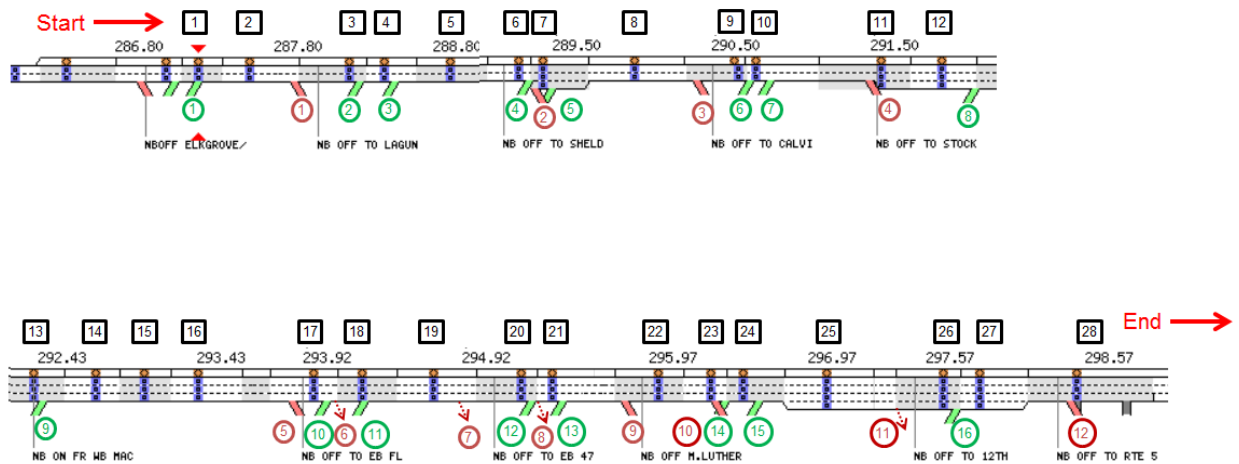 Start
1 2 3 4 5 6 7 8 9 10 11 12
286.80 287.80 288.80 289.50 290.50 291.50
1 1 2 3 4 2 5 3 6 7 4 8
NBOFF ELKGROVE/ NB OFF TO LAGUN NB OFF TO SHELD NB OFF TO CALVI NB OFF TO STOCK
End
13 14 15 16 17 18 19 20 21 22 23 24 25 26 27 28
292.43 293.43 293.92 294.92 295.97 296.97 297.57 298.57
9 5 10 6 11 7 12 8 13 9 10 14 15 11 16 12
NB ON FR WB MAC NB OFF TO EB FL NB OFF TO EB 47 NB OFF M.LUTHER NB OFF TO 12TH NB OFF TO RTE 5